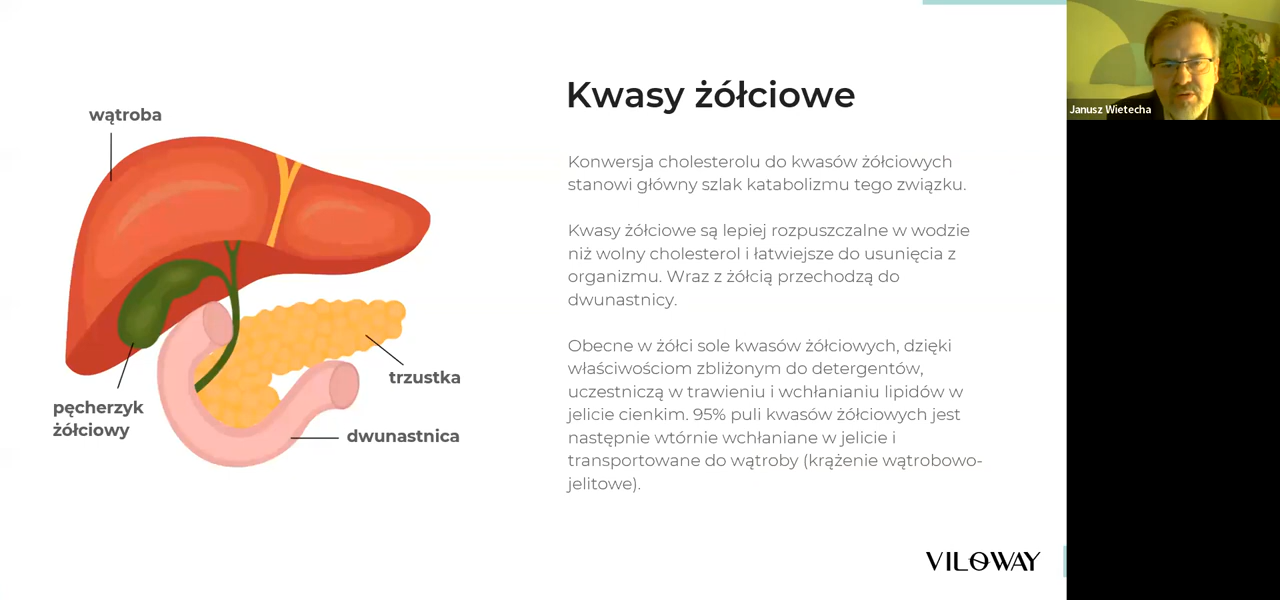 Kwasy żółciowe
wątroba
pęcherzyk
żółciowy
trzustka
dwunastnica
Konwersja cholesterolu do kwasów żółciowych
stanowi główny szlak katabolizmu tego związku.
Kwasy żółciowe są lepiej rozpuszczalne w wodzie
niż wolny cholesterol i łatwiejsze do usunięcia z
organizmu. Wraz z żółcią przechodzą do
dwunastnicy.
Obecne w żółci sole kwasów żółciowych, dzięki
właściwościom zbliżonym do detergentów,
uczestniczą w trawieniu i wchłanianiu lipidów w
jelicie cienkim. 95% puli kwasów żółciowych jest
następnie wtórnie wchłaniane w jelicie i
transportowane do wątroby (krążenie wątrobowo-
jelitowe).
VILOWAY
Janusz Wietecha